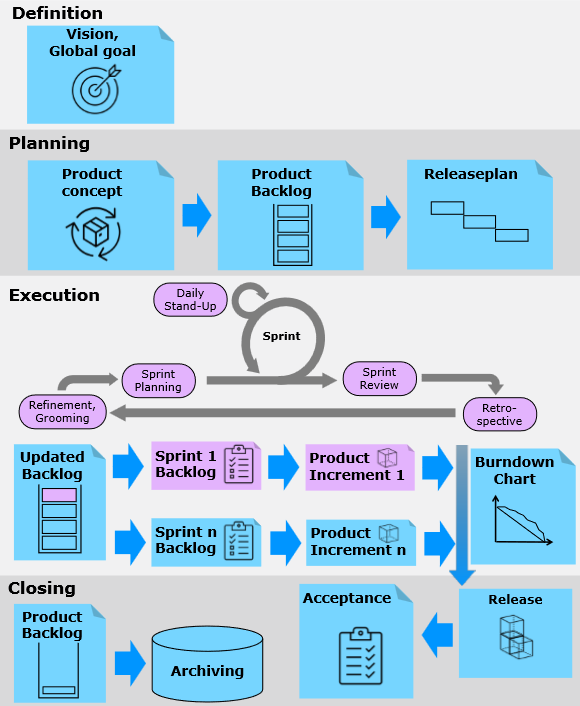 Definition
Vision,
Global goal
Planning
Product
concept
Product
Backlog
Releaseplan
Execution
Daily
Stand-Up
Sprint
Sprint
Planning
Sprint
Review
Refinement,
Grooming
Retro-
spective
Updated
Backlog
Sprint 1
Backlog
Product
Increment 1
Burndown
Chart
Sprint n
Backlog
Product
Increment n
Closing
Product
Backlog
Archiving
Acceptance
Release